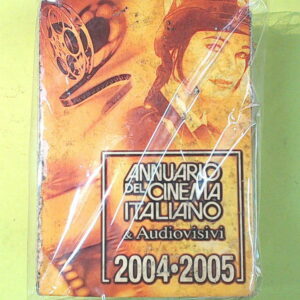 ANNUARIO
DEL CINEMA
ITALIANO
& Audiovisivi
2004•2005